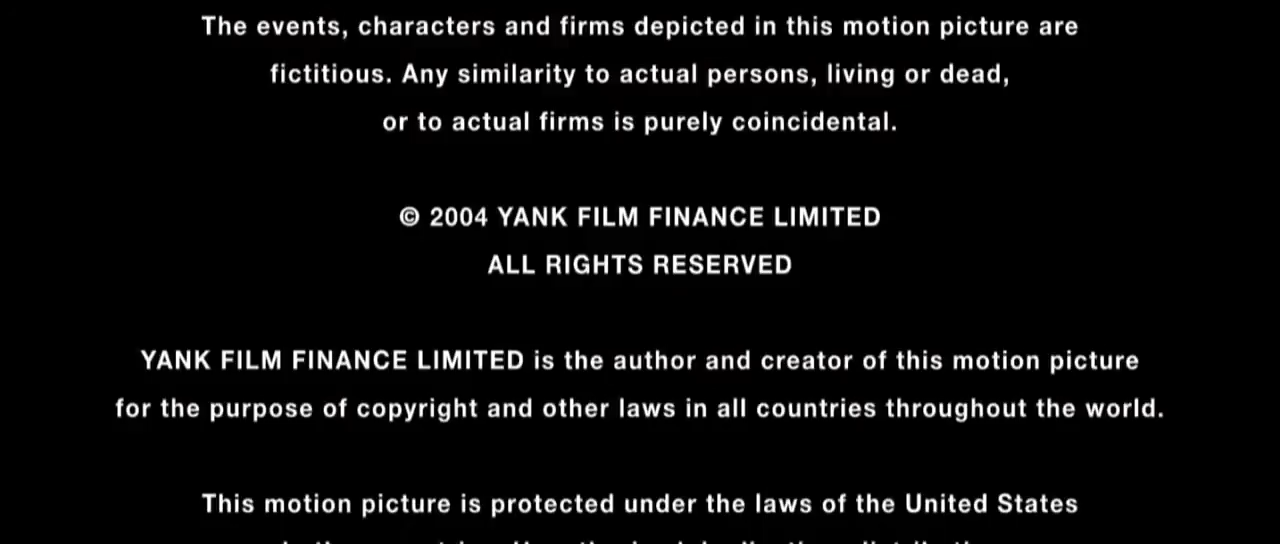 The events, characters and firms depicted in this motion picture are
fictitious. Any similarity to actual persons, living or dead,
or to actual firms is purely coincidental.
© 2004 YANK FILM FINANCE LIMITED
ALL RIGHTS RESERVED
YANK FILM FINANCE LIMITED is the author and creator of this motion picture
for the purpose of copyright and other laws in all countries throughout the world.
This motion picture is protected under the laws of the United States